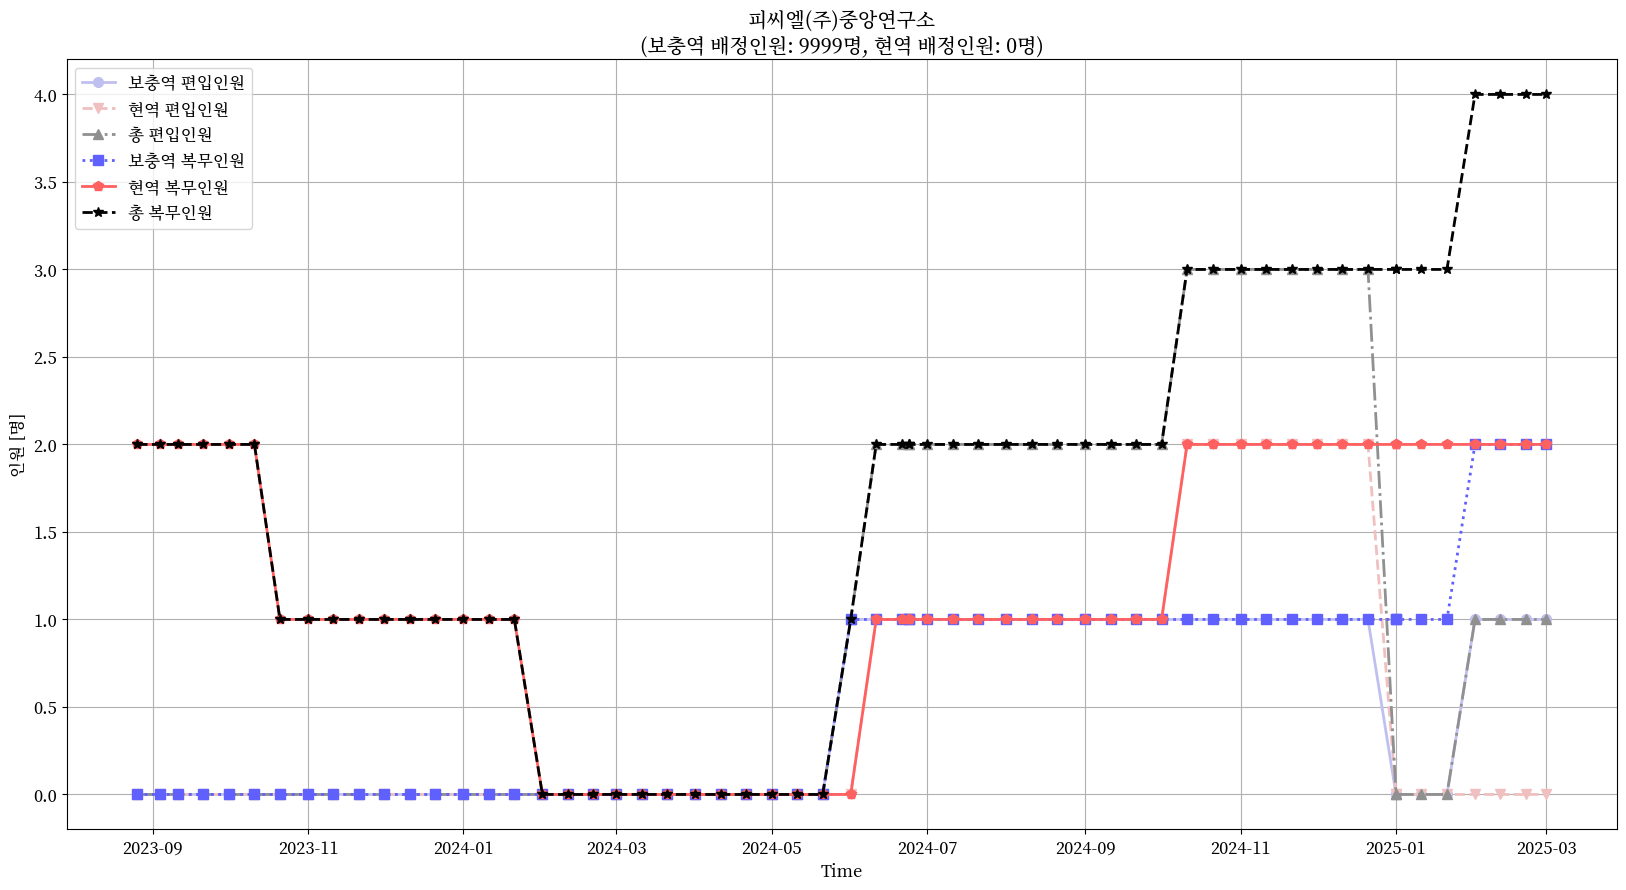 피씨엘(주)중앙연구소
(보충역 배정인원: 9999명, 현역 배정인원: 0명)
보충역 편입인원
현역 편입인원
총 편입인원
보충역 복무인원
현역 복무인원
총 복무인원
인원 [명]
4.0
3.5
3.0
2.5
2.0
1.5
1.0
0.5
0.0
2023-09 2023-11 2024-01 2024-03 2024-05 2024-07 2024-09 2024-11 2025-01 2025-03
Time